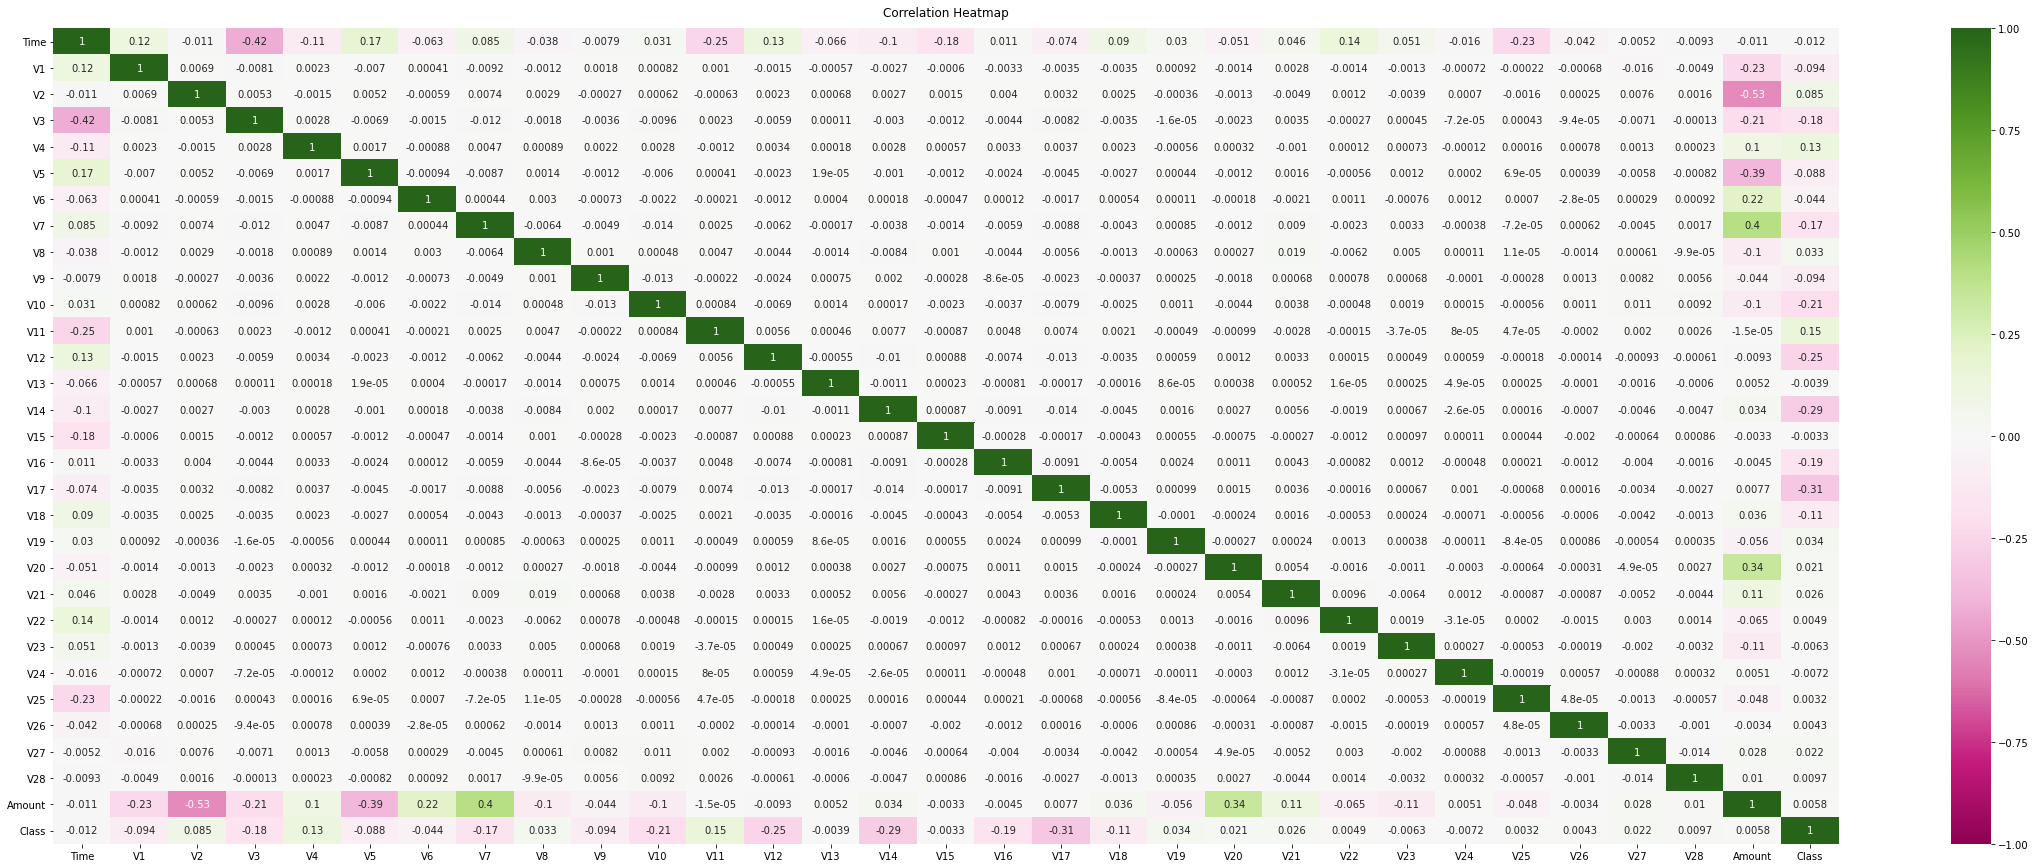 Correlation Heatmap
Time 1 0.12 -0.011 -0.42 -0.11 0.17 -0.063 0.085 -0.038 -0.0079 0.031 -0.25 0.13 -0.066 -0.1 -0.18 0.011 -0.074 0.09 0.03 -0.051 0.046 0.14 0.051 -0.016 -0.23 -0.042 -0.0052 -0.0093 -0.011 -0.012
V1 0.12 1 0.0069 -0.0081 0.0023 -0.007 0.00041 -0.0092 -0.0012 0.0018 0.00082 0.001 -0.0015 -0.00057 -0.0027 -0.0006 -0.0033 -0.0035 -0.0035 0.00092 -0.0014 0.0028 -0.0014 -0.0013 -0.00072 -0.00022 -0.00068 -0.016 -0.0049 -0.23 -0.094
V2 -0.011 0.0069 1 0.0053 -0.0015 0.0052 -0.00059 0.0074 0.0029 -0.00027 0.00062 -0.00063 0.0023 0.00068 0.0027 0.0015 0.004 0.0032 0.0025 -0.00036 -0.0013 -0.0049 0.0012 -0.0039 0.0007 -0.0016 0.00025 0.0076 0.0016 -0.53 0.085
V3 -0.42 -0.0081 0.0053 1 0.0028 -0.0069 -0.0015 -0.012 -0.0018 -0.0036 -0.0096 0.0023 -0.0059 0.00011 -0.003 -0.0012 -0.0044 -0.0082 -0.0035 -1.6e-05 -0.0023 0.0035 -0.00027 0.00045 -7.2e-05 0.00043 -9.4e-05 -0.0071 -0.00013 -0.21 -0.18
V4 -0.11 0.0023 -0.0015 0.0028 1 0.0017 -0.00088 0.0047 0.00089 0.0022 0.0028 -0.0012 0.0034 0.00018 0.0028 0.00057 0.0033 0.0037 0.0023 -0.00056 0.00032 -0.001 0.00012 0.00073 -0.00012 0.00016 0.00078 0.0013 0.00023 0.1 0.13
V5 0.17 -0.007 0.0052 -0.0069 0.0017 1 -0.00094 -0.0087 0.0014 -0.0012 -0.006 0.00041 -0.0023 1.9e-05 -0.001 -0.0012 -0.0024 -0.0045 -0.0027 0.00044 -0.0012 0.0016 -0.00056 0.0012 0.0002 6.9e-05 0.00039 -0.0058 -0.00082 -0.39 -0.088
V6 -0.063 0.00041 -0.00059 -0.0015 -0.00088 -0.00094 1 0.00044 0.003 -0.00073 -0.0022 -0.00021 -0.0012 0.0004 0.00018 -0.00047 0.00012 -0.0017 0.00054 0.00011 -0.00018 -0.0021 0.0011 -0.00076 0.0012 0.0007 -2.8e-05 0.00029 0.00092 0.22 -0.044
V7 0.085 -0.0092 0.0074 -0.012 0.0047 -0.0087 0.00044 1 -0.0064 -0.0049 -0.014 0.0025 -0.0062 -0.00017 -0.0038 -0.0014 -0.0059 -0.0088 -0.0043 0.00085 -0.0012 0.009 -0.0023 0.0033 -0.00038 -7.2e-05 0.00062 -0.0045 0.0017 0.4 -0.17
V8 -0.038 -0.0012 0.0029 -0.0018 0.00089 0.0014 0.003 -0.0064 1 0.001 0.00048 0.0047 -0.0044 -0.0014 -0.0084 0.001 -0.0044 -0.0056 -0.0013 -0.00063 0.00027 0.019 -0.0062 0.005 0.00011 1.1e-05 -0.0014 0.00061 -9.9e-05 -0.1 0.033
V9 -0.0079 0.0018 -0.00027 -0.0036 0.0022 -0.0012 -0.00073 -0.0049 0.001 1 -0.013 -0.00022 -0.0024 0.00075 0.002 -0.00028 -8.6e-05 -0.0023 -0.00037 0.00025 -0.0018 0.00068 0.00078 0.00068 -0.0001 -0.00028 0.0013 0.0082 0.0056 -0.044 -0.094
V10 0.031 0.00082 0.00062 -0.0096 0.0028 -0.006 -0.0022 -0.014 0.00048 -0.013 1 0.00084 -0.0069 0.0014 0.00017 -0.0023 -0.0037 -0.0079 -0.0025 0.0011 -0.0044 0.0038 -0.00048 0.0019 0.00015 -0.00056 0.0011 0.011 0.0092 -0.1 -0.21
V11 -0.25 0.001 -0.00063 0.0023 -0.0012 0.00041 -0.00021 0.0025 0.0047 -0.00022 0.00084 1 0.0056 0.00046 0.0077 -0.00087 0.0048 0.0074 0.0021 -0.00049 -0.00099 -0.0028 -0.00015 -3.7e-05 8e-05 4.7e-05 -0.0002 0.002 0.0026 -1.5e-05 0.15
V12 0.13 -0.0015 0.0023 -0.0059 0.0034 -0.0023 -0.0012 -0.0062 -0.0044 -0.0024 -0.0069 0.0056 1 -0.00055 -0.01 0.00088 -0.0074 -0.013 -0.0035 0.00059 0.0012 0.0033 0.00015 0.00049 0.00059 -0.00018 -0.00014 -0.00093 -0.00061 -0.0093 -0.25
V13 -0.066 -0.00057 0.00068 0.00011 0.00018 1.9e-05 0.0004 -0.00017 -0.0014 0.00075 0.0014 0.00046 -0.00055 1 -0.0011 0.00023 -0.00081 -0.00017 -0.00016 8.6e-05 0.00038 0.00052 1.6e-05 0.00025 -4.9e-05 0.00025 -0.0001 -0.0016 -0.0006 0.0052 -0.0039
V14 -0.1 -0.0027 0.0027 -0.003 0.0028 -0.001 0.00018 -0.0038 -0.0084 0.002 0.00017 0.0077 -0.01 -0.0011 1 0.00087 -0.0091 -0.014 -0.0045 0.0016 0.0027 0.0056 -0.0019 0.00067 -2.6e-05 0.00016 -0.0007 -0.0046 -0.0047 0.034 -0.29
V15 -0.18 -0.0006 0.0015 -0.0012 0.00057 -0.0012 -0.00047 -0.0014 0.001 -0.00028 -0.0023 -0.00087 0.00088 0.00023 0.00087 1 -0.00028 -0.00017 -0.00043 0.00055 -0.00075 -0.00027 -0.0012 0.00097 0.00011 0.00044 -0.002 -0.00064 0.00086 -0.0033 -0.0033
V16 0.011 -0.0033 0.004 -0.0044 0.0033 -0.0024 0.00012 -0.0059 -0.0044 -8.6e-05 -0.0037 0.0048 -0.0074 -0.00081 -0.0091 -0.00028 1 -0.0091 -0.0054 0.0024 0.0011 0.0043 -0.00082 0.0012 -0.00048 0.00021 -0.0012 -0.004 -0.0016 -0.0045 -0.19
V17 -0.074 -0.0035 0.0032 -0.0082 0.0037 -0.0045 -0.0017 -0.0088 -0.0056 -0.0023 -0.0079 0.0074 -0.013 -0.00017 -0.014 -0.00017 -0.0091 1 -0.0053 0.00099 0.0015 0.0036 -0.00016 0.00067 0.001 -0.00068 0.00016 -0.0034 -0.0027 0.0077 -0.31
V18 0.09 -0.0035 0.0025 -0.0035 0.0023 -0.0027 0.00054 -0.0043 -0.0013 -0.00037 -0.0025 0.0021 -0.0035 -0.00016 -0.0045 -0.00043 -0.0054 -0.0053 1 -0.0001 -0.00024 0.0016 -0.00053 0.00024 -0.00071 -0.00056 -0.0006 -0.0042 -0.0013 0.036 -0.11
V19 0.03 0.00092 -0.00036 -1.6e-05 -0.00056 0.00044 0.00011 0.00085 -0.00063 0.00025 0.0011 -0.00049 0.00059 8.6e-05 0.0016 0.00055 0.0024 0.00099 -0.0001 1 -0.00027 0.00024 0.0013 0.00038 -0.00011 -8.4e-05 0.00086 -0.00054 0.00035 -0.056 0.034
V20 -0.051 -0.0014 -0.0013 -0.0023 0.00032 -0.0012 -0.00018 -0.0012 0.00027 -0.0018 -0.0044 -0.00099 0.0012 0.00038 0.0027 -0.00075 0.0011 0.0015 -0.00024 -0.00027 1 0.0054 -0.0016 -0.0011 -0.0003 -0.00064 -0.00031 -4.9e-05 0.0027 0.34 0.021
V21 0.046 0.0028 -0.0049 0.0035 -0.001 0.0016 -0.0021 0.009 0.019 0.00068 0.0038 -0.0028 0.0033 0.00052 0.0056 -0.00027 0.0043 0.0036 0.0016 0.00024 0.0054 1 0.0096 -0.0064 0.0012 -0.00087 -0.00087 -0.0052 -0.0044 0.11 0.026
V22 0.14 -0.0014 0.0012 -0.00027 0.00012 -0.00056 0.0011 -0.0023 -0.0062 0.00078 -0.00048 -0.00015 0.00015 1.6e-05 -0.0019 -0.0012 -0.00082 -0.00016 -0.00053 0.0013 -0.0016 0.0096 1 0.0019 -3.1e-05 0.0002 -0.0015 0.003 0.0014 -0.065 0.0049
V23 0.051 -0.0013 -0.0039 0.00045 0.00073 0.0012 -0.00076 0.0033 0.005 0.00068 0.0019 -3.7e-05 0.00049 0.00025 0.00067 0.00097 0.0012 0.00067 0.00024 0.00038 -0.0011 -0.0064 0.0019 1 0.00027 -0.00053 -0.00019 -0.002 -0.0032 -0.11 -0.0063
V24 -0.016 -0.00072 0.0007 -7.2e-05 -0.00012 0.0002 0.0012 -0.00038 0.00011 -0.0001 0.00015 8e-05 0.00059 -4.9e-05 -2.6e-05 0.00011 -0.00048 0.001 -0.00071 -0.00011 -0.0003 0.0012 -3.1e-05 0.00027 1 -0.00019 0.00057 -0.00088 0.00032 0.0051 -0.0072
V25 -0.23 -0.00022 -0.0016 0.00043 0.00016 6.9e-05 0.0007 -7.2e-05 1.1e-05 -0.00028 -0.00056 4.7e-05 -0.00018 0.00025 0.00016 0.00044 0.00021 -0.00068 -0.00056 -8.4e-05 -0.00064 -0.00087 0.0002 -0.00053 -0.00019 1 4.8e-05 -0.0013 -0.00057 -0.048 0.0032
V26 -0.042 -0.00068 0.00025 -9.4e-05 0.00078 0.00039 -2.8e-05 0.00062 -0.0014 0.0013 0.0011 -0.0002 -0.00014 -0.0001 -0.0007 -0.002 -0.0012 0.00016 -0.0006 0.00086 -0.00031 -0.00087 -0.0015 -0.00019 0.00057 4.8e-05 1 -0.0033 -0.001 -0.0034 0.0043
V27 -0.0052 -0.016 0.0076 -0.0071 0.0013 -0.0058 0.00029 -0.0045 0.00061 0.0082 0.011 0.002 -0.00093 -0.0016 -0.0046 -0.00064 -0.004 -0.0034 -0.0042 -0.00054 -4.9e-05 -0.0052 0.003 -0.002 -0.00088 -0.0013 -0.0033 1 -0.014 0.028 0.022
V28 -0.0093 -0.0049 0.0016 -0.00013 0.00023 -0.00082 0.00092 0.0017 -9.9e-05 0.0056 0.0092 0.0026 -0.00061 -0.0006 -0.0047 0.00086 -0.0016 -0.0027 -0.0013 0.00035 0.0027 -0.0044 0.0014 -0.0032 0.00032 -0.00057 -0.001 -0.014 1 0.01 0.0097
Amount -0.011 -0.23 -0.53 -0.21 0.1 -0.39 0.22 0.4 -0.1 -0.044 -0.1 -1.5e-05 -0.0093 0.0052 0.034 -0.0033 -0.0045 0.0077 0.036 -0.056 0.34 0.11 -0.065 -0.11 0.0051 -0.048 -0.0034 0.028 0.01 1 0.0058
Class -0.012 -0.094 0.085 -0.18 0.13 -0.088 -0.044 -0.17 0.033 -0.094 -0.21 0.15 -0.25 -0.0039 -0.29 -0.0033 -0.19 -0.31 -0.11 0.034 0.021 0.026 0.0049 -0.0063 -0.0072 0.0032 0.0043 0.022 0.0097 0.0058 1
Time V1 V2 V3 V4 V5 V6 V7 V8 V9 V10 V11 V12 V13 V14 V15 V16 V17 V18 V19 V20 V21 V22 V23 V24 V25 V26 V27 V28 Amount Class
1.00
0.75
0.50
0.25
0.00
−0.25
−0.50
−0.75
−1.00